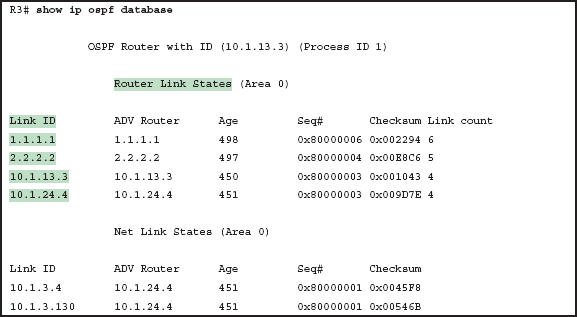 R3# show ip ospf database
OSPF Router with ID (10.1.13.3) (Process ID 1)
Router Link States (Area 0)
Link ID ADV Router Age Seq# Checksum Link count
1.1.1.1 1.1.1.1 498 0x80000006 0x002294 6
2.2.2.2 2.2.2.2 497 0x80000004 0x00E8C6 5
10.1.13.3 10.1.13.3 450 0x80000003 0x001043 4
10.1.24.4 10.1.24.4 451 0x80000003 0x009D7E 4
Net Link States (Area 0)
Link ID ADV Router Age Seq# Checksum
10.1.3.4 10.1.24.4 451 0x80000001 0x0045F8
10.1.3.130 10.1.24.4 451 0x80000001 0x00546B